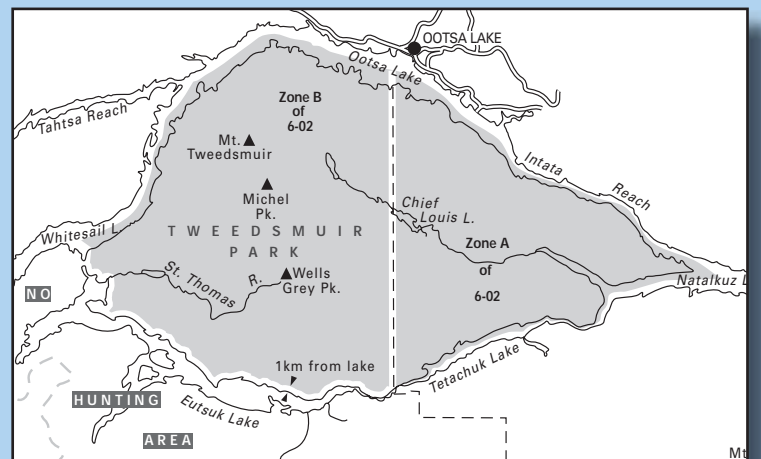 OOTSA LAKE
Ootsa Lake
Zone B
of
6-02
Tahtsa Reach
Mt.
Tweedsmuir
Michel
Pk.
Intata
Reach
Chief
Louis L.
Whitesail L.
TWEEDSMUIR
PARK
Zone A
of
6-02
St. Thomas R.
Wells
Grey Pk.
Natalkuz L
NO
1km from lake
Tetachuk Lake
HUNTING
Eutsuk Lake
AREA
Mt